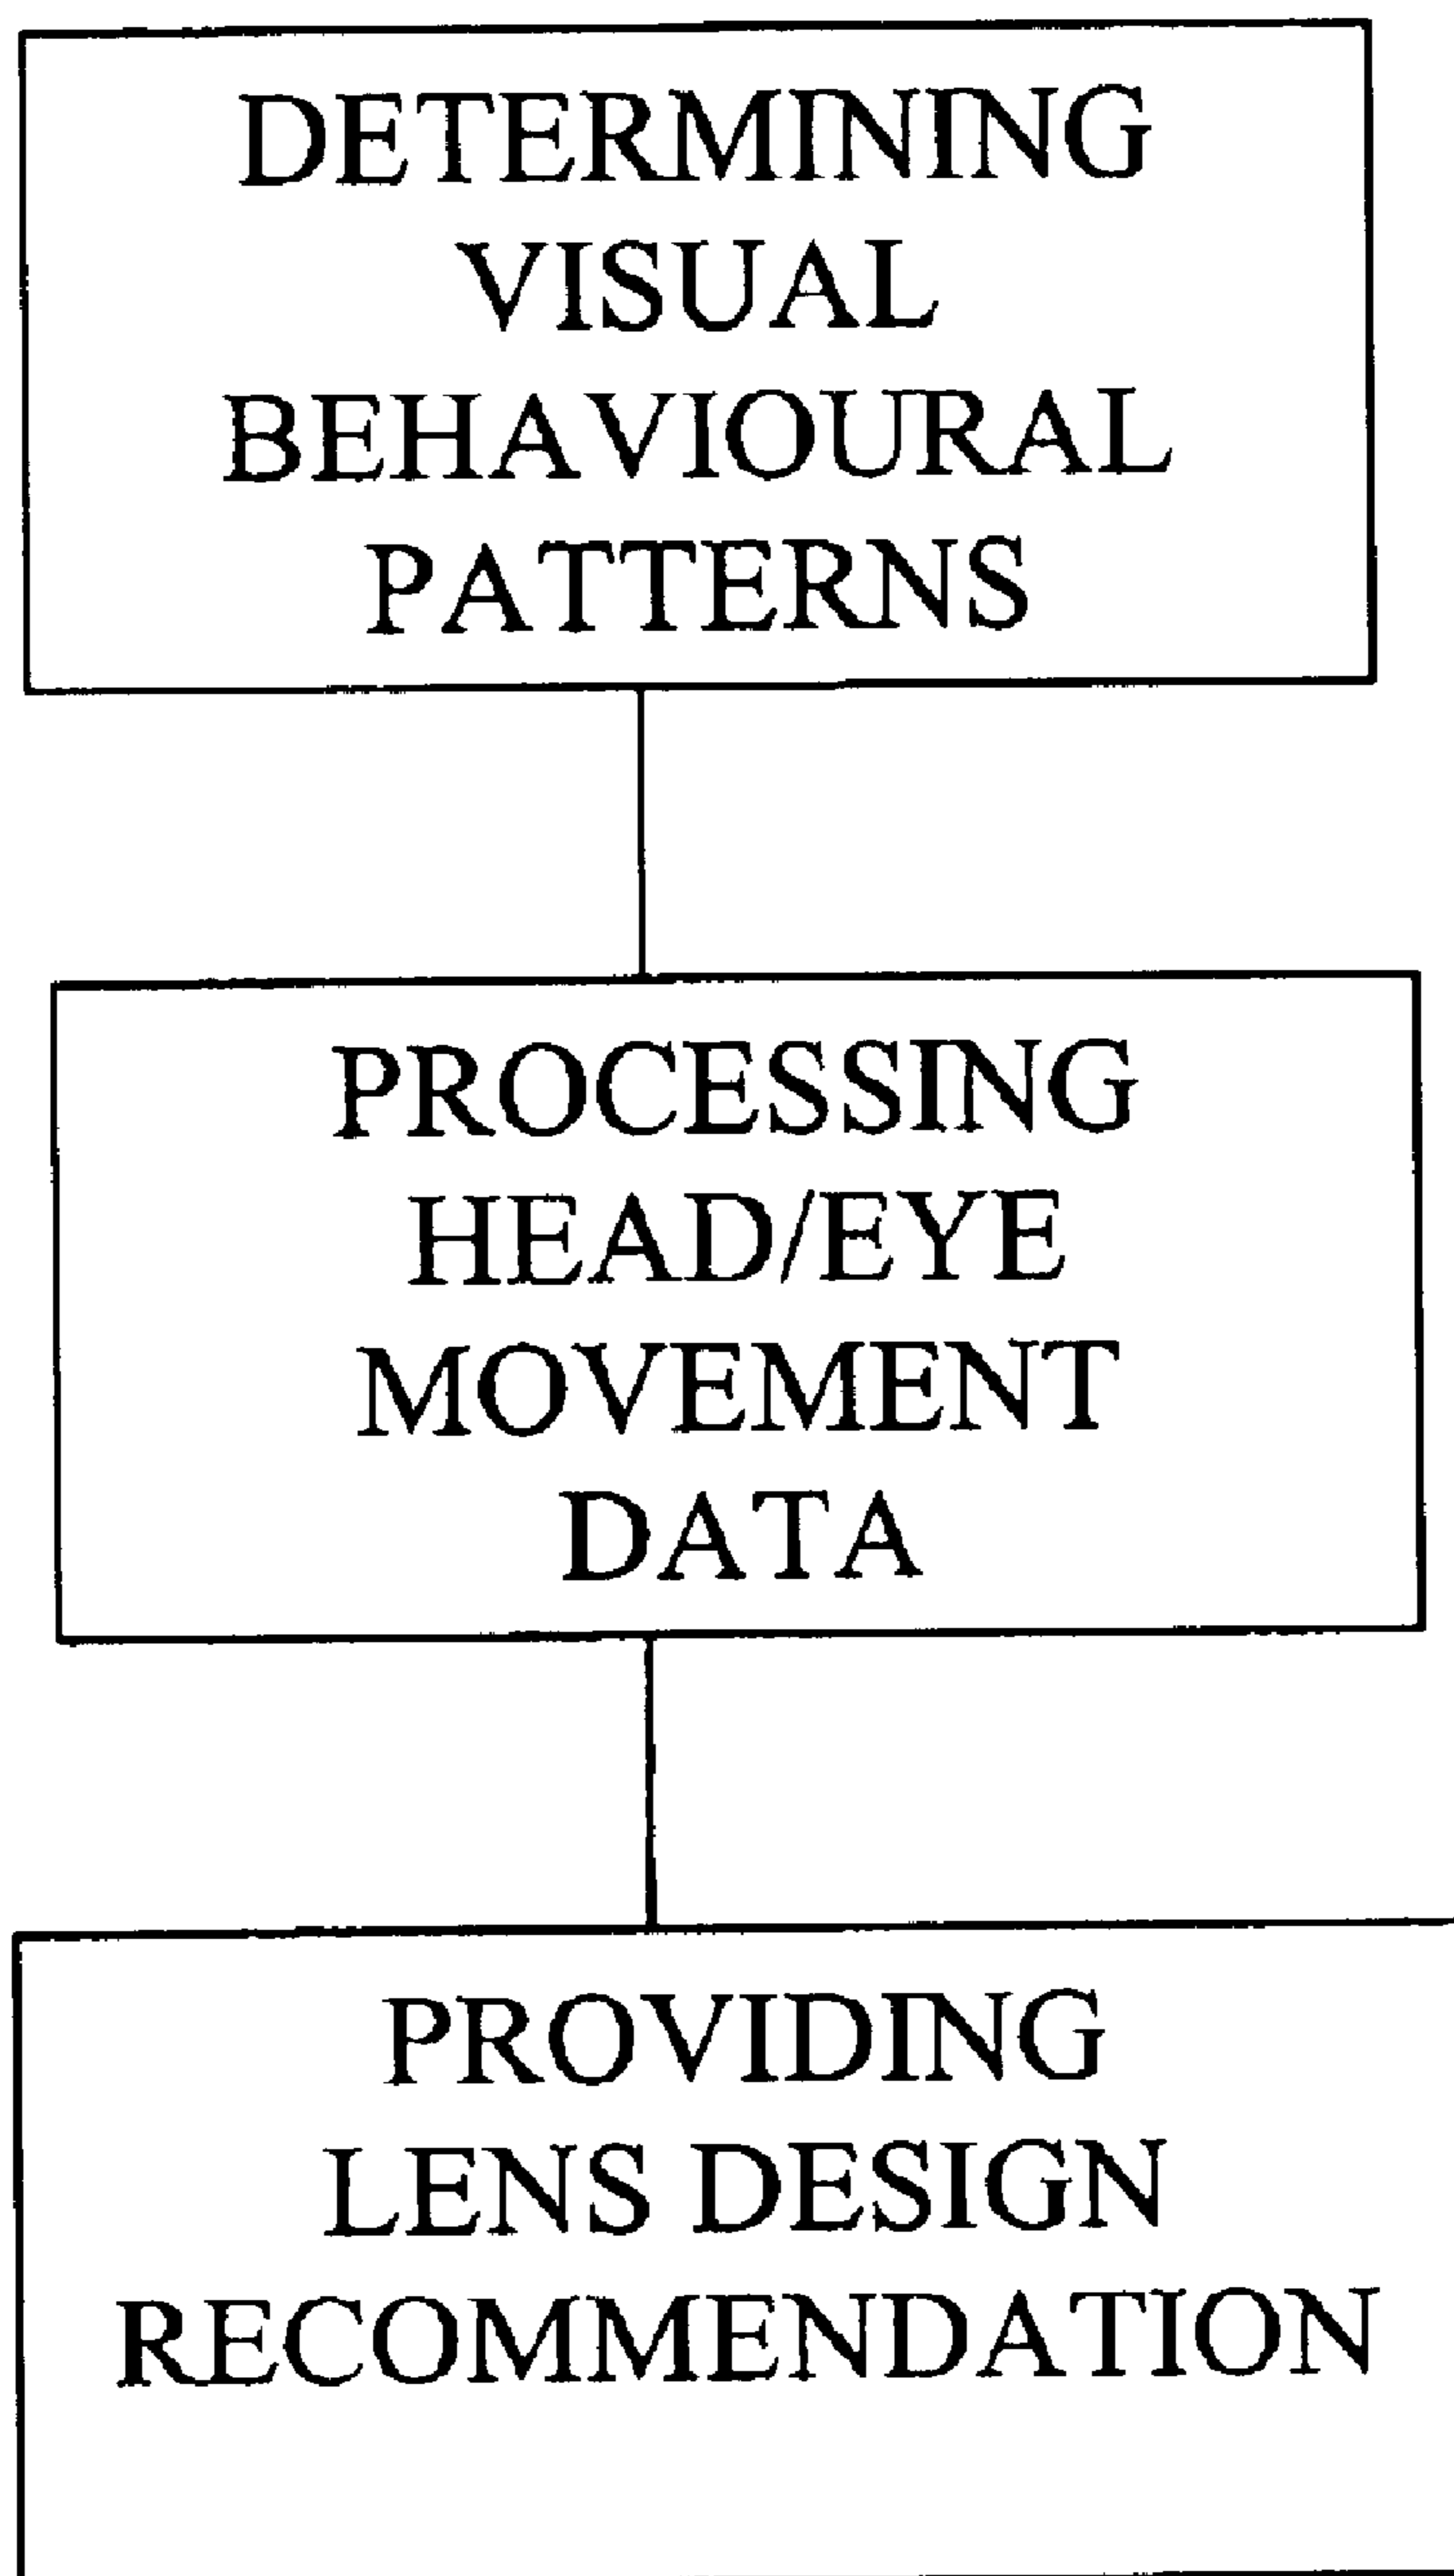 DETERMINING
VISUAL
BEHAVIOURAL
PATTERNS
PROCESSING
HEAD/EYE
MOVEMENT
DATA
PROVIDING
LENS DESIGN
RECOMMENDATION